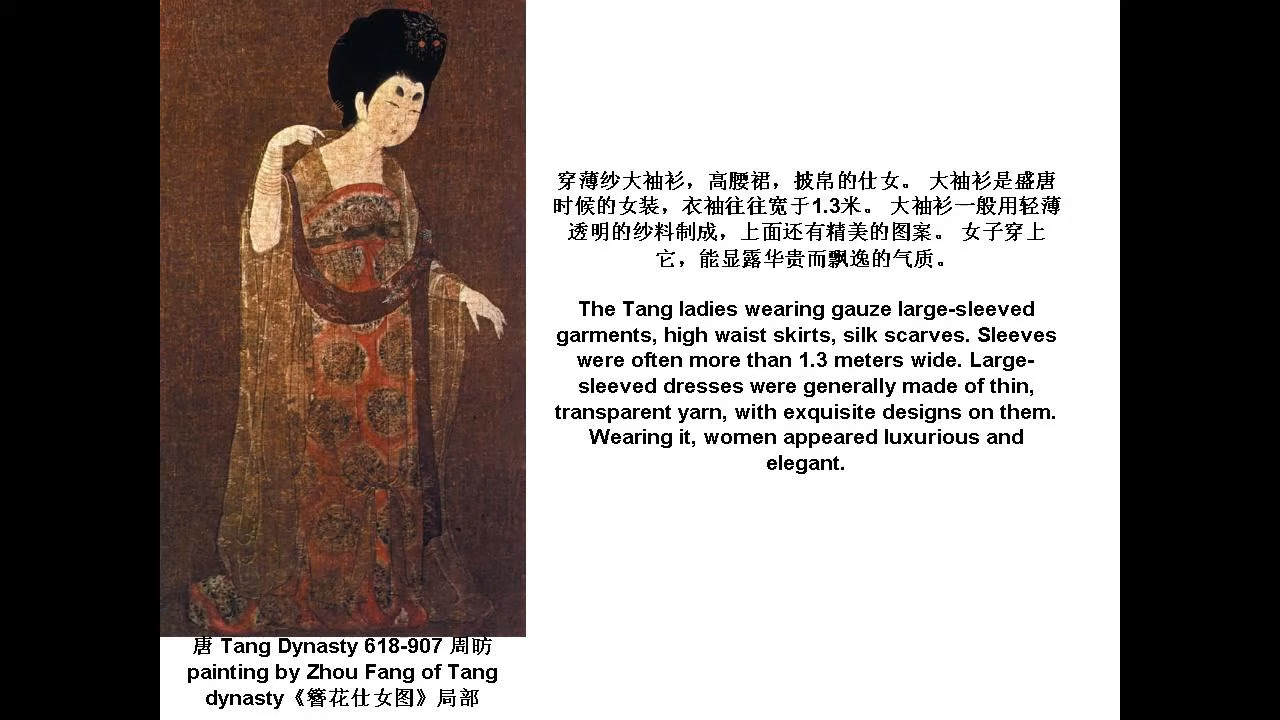 穿薄纱大袖衫，高腰裙，披帛的仕女。 大袖衫是盛唐
时候的女装，衣袖往往宽于1.3米。 大袖衫一般用轻薄
透明的纱料制成，上面还有精美的图案。 女子穿上
它，能显露华贵而飘逸的气质。
The Tang ladies wearing gauze large-sleeved
garments, high waist skirts, silk scarves. Sleeves
were often more than 1.3 meters wide. Large-
sleeved dresses were generally made of thin,
transparent yarn, with exquisite designs on them.
Wearing it, women appeared luxurious and
elegant.
唐 Tang Dynasty 618-907 周昉
painting by Zhou Fang of Tang
dynasty《簪花仕女图》局部